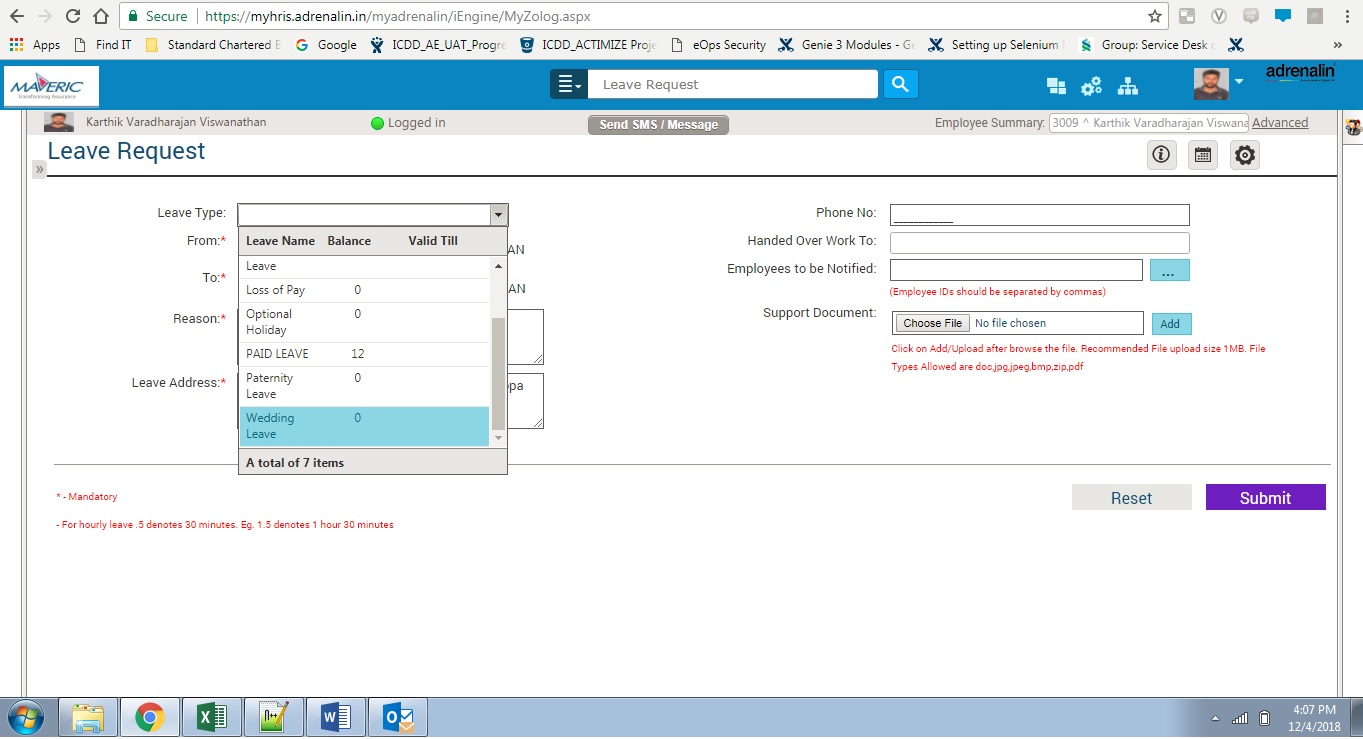 Secure https://myhris.adrenalin.in/myadrenalin/iEngine/MyZolog.aspx
Apps Find IT Standard Chartered Google ICDD_AE_UAT_Progre ICDD_ACTIMIZE Proje eOps Security Genie 3 Modules - Ge Setting up Selenium Group: Service Desk »
MAVERIC Leave Request adrenalin
Transforming Assurance
Karthik Varadharajan Viswanathan Logged in Send SMS / Message Employee Summary: 3009 ^ Karthik Varadharajan Viswana Advanced
Leave Request
»
Leave Type: Phone No: ____________
From:* Leave Name Balance Valid Till AN Handed Over Work To:
Leave
To:* Employees to be Notified: ...
Loss of Pay 0 AN (Employee IDs should be separated by commas)
Reason:* Optional 0 Support Document: Choose File No file chosen Add
Holiday
PAID LEAVE 12 Click on Add/Upload after browse the file. Recommended File upload size 1MB. File
Types Allowed are doc,jpg,jpeg,bmp,zip,pdf
Leave Address:* Paternity 0 opa
Leave
Wedding 0
Leave
A total of 7 items
* - Mandatory Reset Submit
- For hourly leave .5 denotes 30 minutes. Eg. 1.5 denotes 1 hour 30 minutes
4:07 PM
12/4/2018